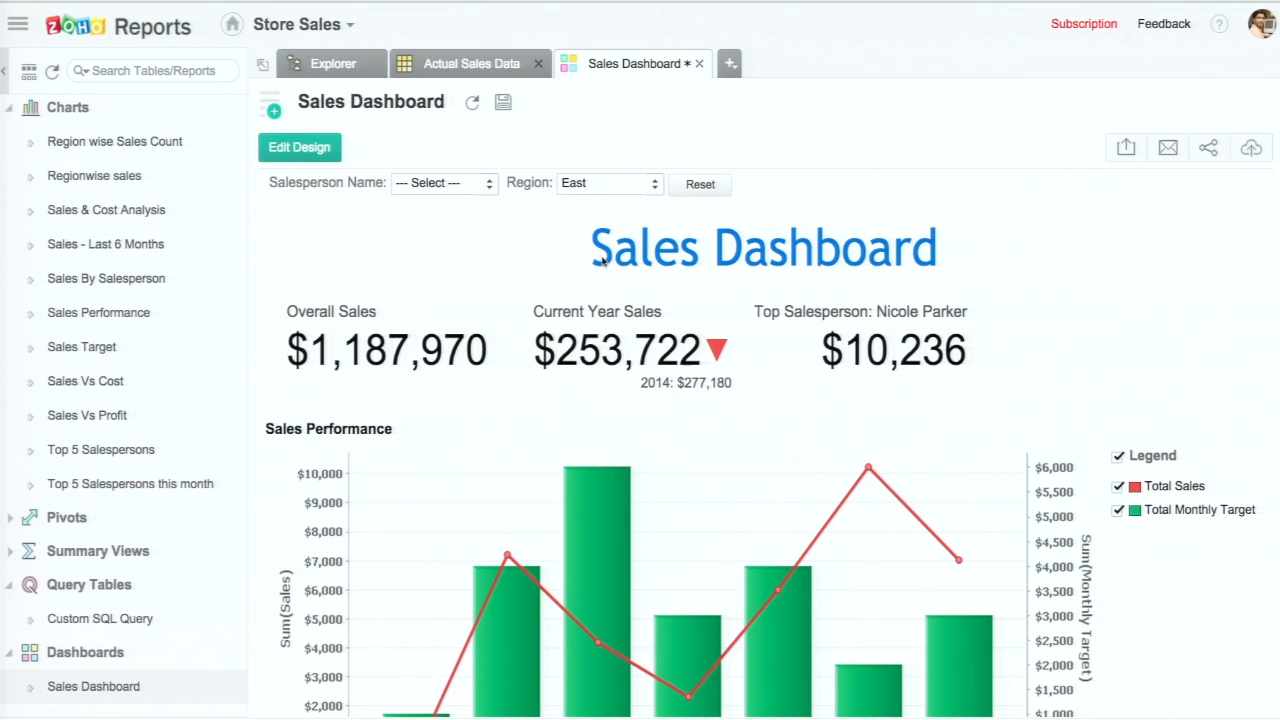 ZOHO Reports
Store Sales
Subscription
Feedback
?
Search Tables/Reports
Explorer
Actual Sales Data
Sales Dashboard *
Charts
Region wise Sales Count
Regionwise sales
Sales & Cost Analysis
Sales - Last 6 Months
Sales By Salesperson
Sales Performance
Sales Target
Sales Vs Cost
Sales Vs Profit
Top 5 Salespersons
Top 5 Salespersons this month
Pivots
Summary Views
Query Tables
Custom SQL Query
Dashboards
Sales Dashboard
Sales Dashboard
Edit Design
Salesperson Name: --- Select --- Region: East Reset
Sales Dashboard
Overall Sales
$1,187,970
Current Year Sales
$253,722
2014: $277,180
Top Salesperson: Nicole Parker
$10,236
Sales Performance
Sum(Sales)
$10,000
$9,000
$8,000
$7,000
$6,000
$5,000
$4,000
$3,000
$2,000
$6,000
$5,500
$5,000
$4,500
$4,000
$3,500
$3,000
$2,500
$2,000
$1,500
$1,000
Sum(Monthly Target)
Legend
Total Sales
Total Monthly Target